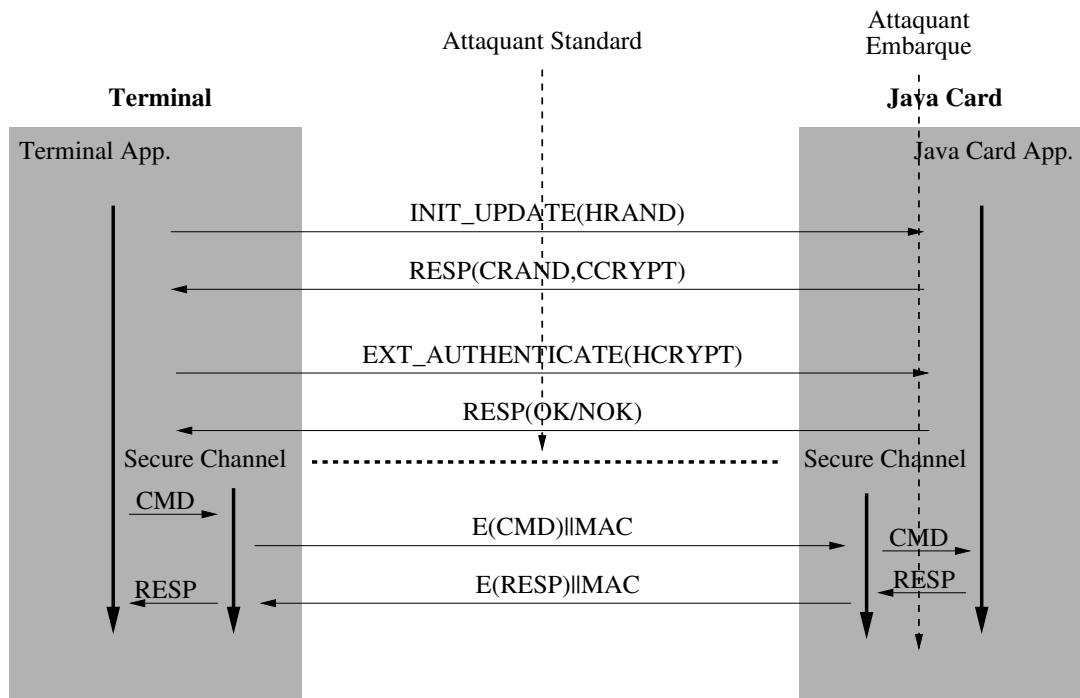 Attaquant Standard
Attaquant
Embarque
Terminal
Java Card
Terminal App.
Java Card App.
INIT_UPDATE(HRAND)
RESP(CRAND,CCRYPT)
EXT_AUTHENTICATE(HCRYPT)
RESP(OK/NOK)
Secure Channel
Secure Channel
CMD
E(CMD)||MAC
CMD
RESP
E(RESP)||MAC
RESP